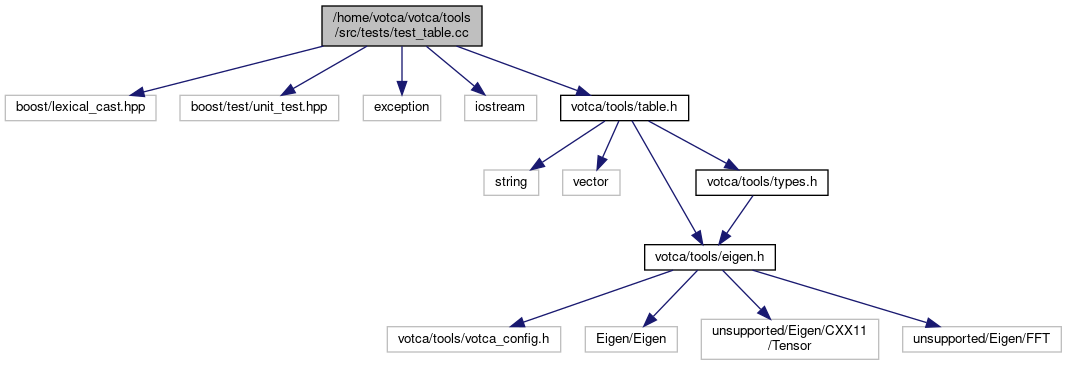 /home/votca/votca/tools
/src/tests/test_table.cc
boost/lexical_cast.hpp
boost/test/unit_test.hpp
exception
iostream
votca/tools/table.h
string
vector
votca/tools/types.h
votca/tools/eigen.h
votca/tools/votca_config.h
Eigen/Eigen
unsupported/Eigen/CXX11
/Tensor
unsupported/Eigen/FFT